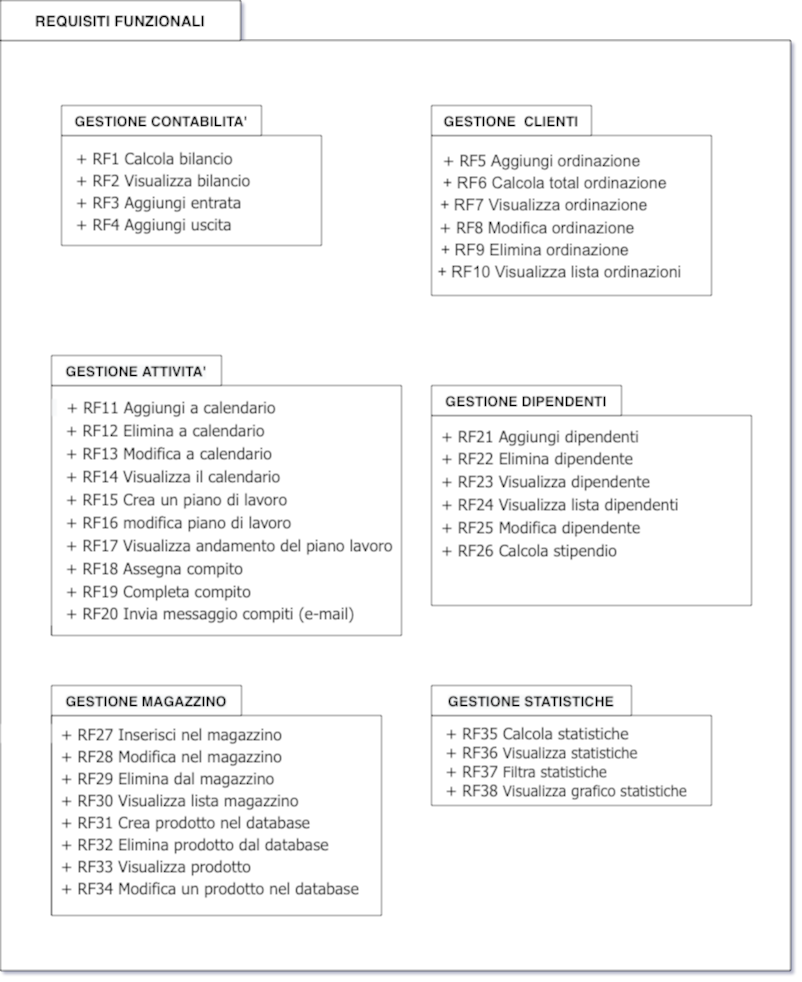 REQUISITI FUNZIONALI
GESTIONE CONTABILITA'
+ RF1 Calcola bilancio
+ RF2 Visualizza bilancio
+ RF3 Aggiungi entrata
+ RF4 Aggiungi uscita
GESTIONE CLIENTI
+ RF5 Aggiungi ordinazione
+ RF6 Calcola total ordinazione
+ RF7 Visualizza ordinazione
+ RF8 Modifica ordinazione
+ RF9 Elimina ordinazione
+ RF10 Visualizza lista ordinazioni
GESTIONE ATTIVITA'
+ RF11 Aggiungi a calendario
+ RF12 Elimina a calendario
+ RF13 Modifica a calendario
+ RF14 Visualizza il calendario
+ RF15 Crea un piano di lavoro
+ RF16 modifica piano di lavoro
+ RF17 Visualizza andamento del piano lavoro
+ RF18 Assegna compito
+ RF19 Completa compito
+ RF20 Invia messaggio compiti (e-mail)
GESTIONE DIPENDENTI
+ RF21 Aggiungi dipendenti
+ RF22 Elimina dipendente
+ RF23 Visualizza dipendente
+ RF24 Visualizza lista dipendenti
+ RF25 Modifica dipendente
+ RF26 Calcola stipendio
GESTIONE MAGAZZINO
+ RF27 Inserisci nel magazzino
+ RF28 Modifica nel magazzino
+ RF29 Elimina dal magazzino
+ RF30 Visualizza lista magazzino
+ RF31 Crea prodotto nel database
+ RF32 Elimina prodotto dal database
+ RF33 Visualizza prodotto
+ RF34 Modifica un prodotto nel database
GESTIONE STATISTICHE
+ RF35 Calcola statistiche
+ RF36 Visualizza statistiche
+ RF37 Filtra statistiche
+ RF38 Visualizza grafico statistiche